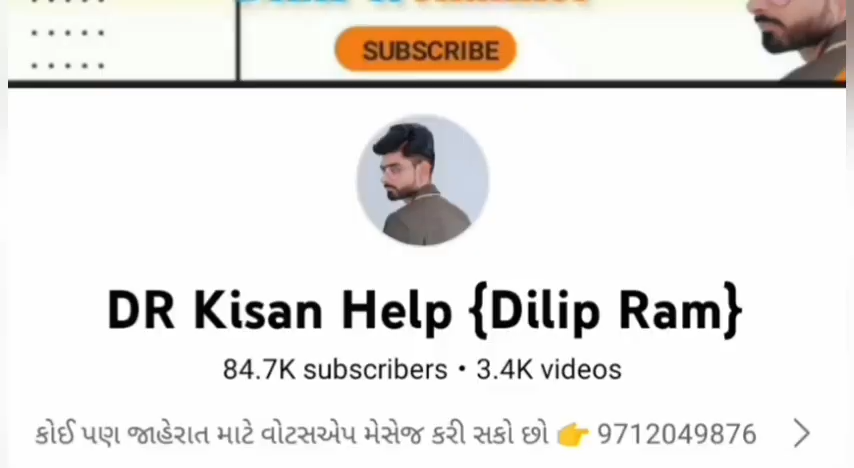 SUBSCRIBE
DR Kisan Help {Dilip Ram}
84.7K subscribers • 3.4K videos
કોઈ પણ જાહેરાત માટે વોટસએપ મેસેજ કરી સકો છો 👉 9712049876